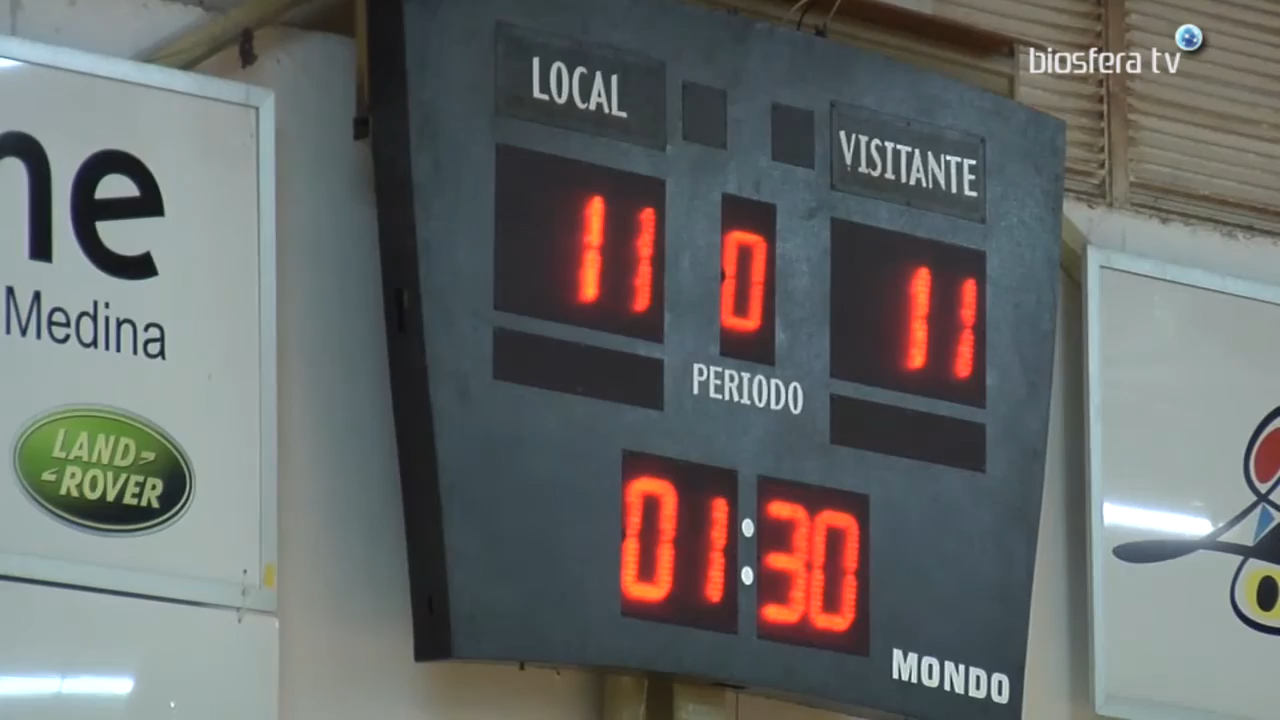 biosfera tv
LOCAL
VISITANTE
11
0
11
PERIODO
01:30
MONDO
ne
Medina
LAND-
-ROVER